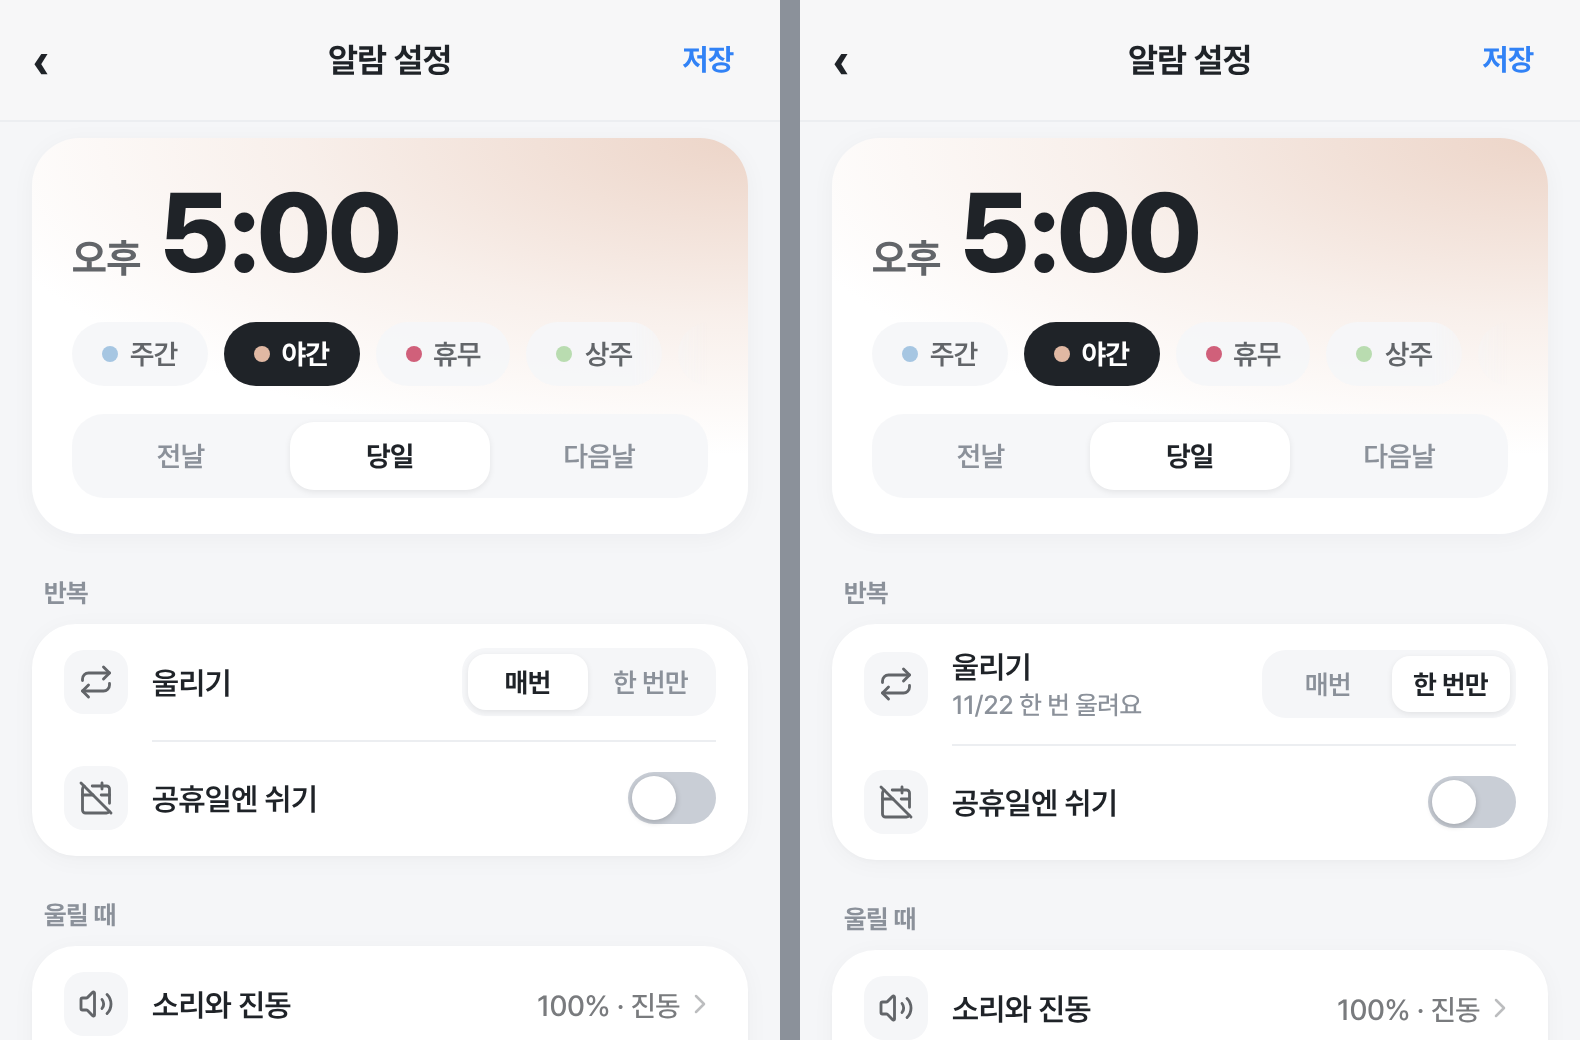 ‹ 알람 설정 저장
오후 5:00
주간 야간 휴무 상주
전날 당일 다음날
반복
울리기 매번 한 번만
공휴일엔 쉬기
울릴 때
소리와 진동 100% · 진동 ›
‹ 알람 설정 저장
오후 5:00
주간 야간 휴무 상주
전날 당일 다음날
반복
울리기 매번 한 번만
11/22 한 번 울려요
공휴일엔 쉬기
울릴 때
소리와 진동 100% · 진동 ›